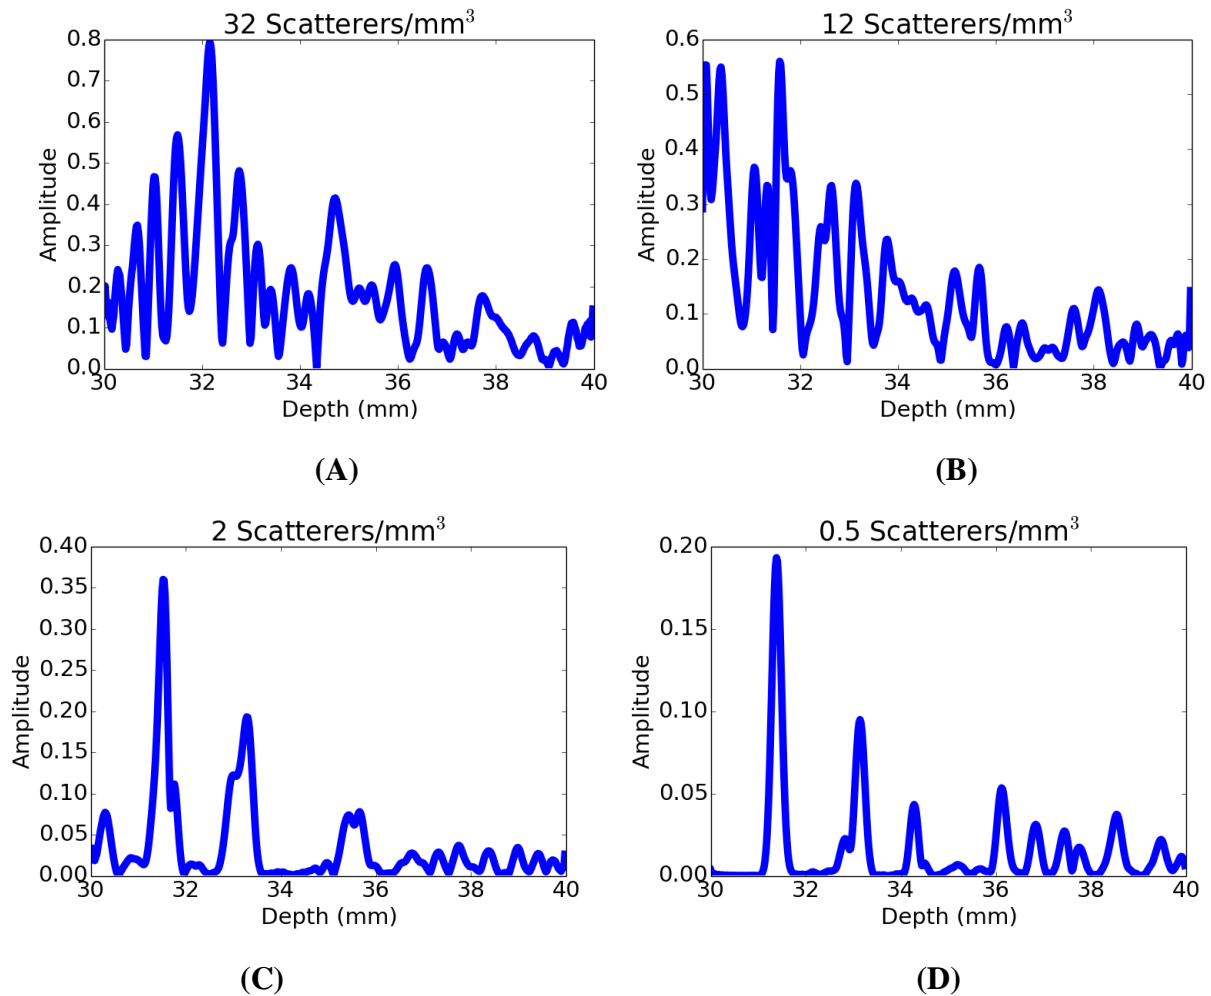 32 Scatterers/mm³
0.8
0.7
0.6
0.5
0.4
0.3
0.2
0.1
0.0
Amplitude
30 32 34 36 38 40
Depth (mm)
(A)
12 Scatterers/mm³
0.6
0.5
0.4
0.3
0.2
0.1
0.0
Amplitude
30 32 34 36 38 40
Depth (mm)
(B)
2 Scatterers/mm³
0.40
0.35
0.30
0.25
0.20
0.15
0.10
0.05
0.00
Amplitude
30 32 34 36 38 40
Depth (mm)
(C)
0.5 Scatterers/mm³
0.20
0.15
0.10
0.05
0.00
Amplitude
30 32 34 36 38 40
Depth (mm)
(D)